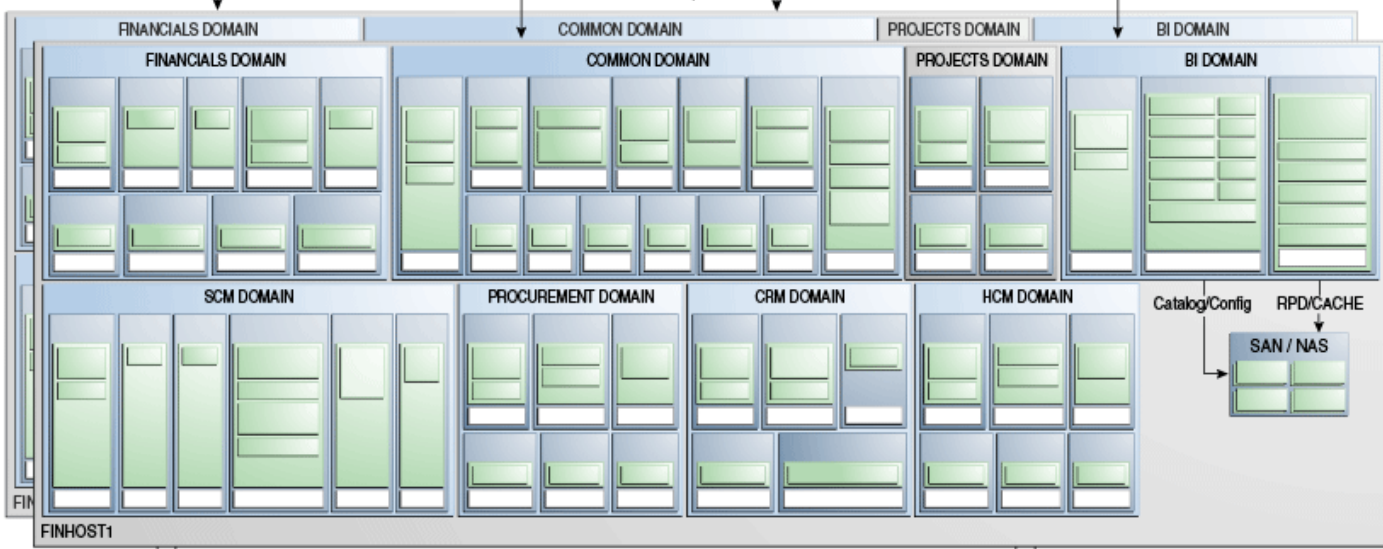 FINANCIALS DOMAIN COMMON DOMAIN PROJECTS DOMAIN BI DOMAIN
FINANCIALS DOMAIN COMMON DOMAIN PROJECTS DOMAIN BI DOMAIN
SCM DOMAIN PROCUREMENT DOMAIN CRM DOMAIN HCM DOMAIN
Catalog/Config RPD/CACHE
SAN / NAS
FIN
FINHOST1